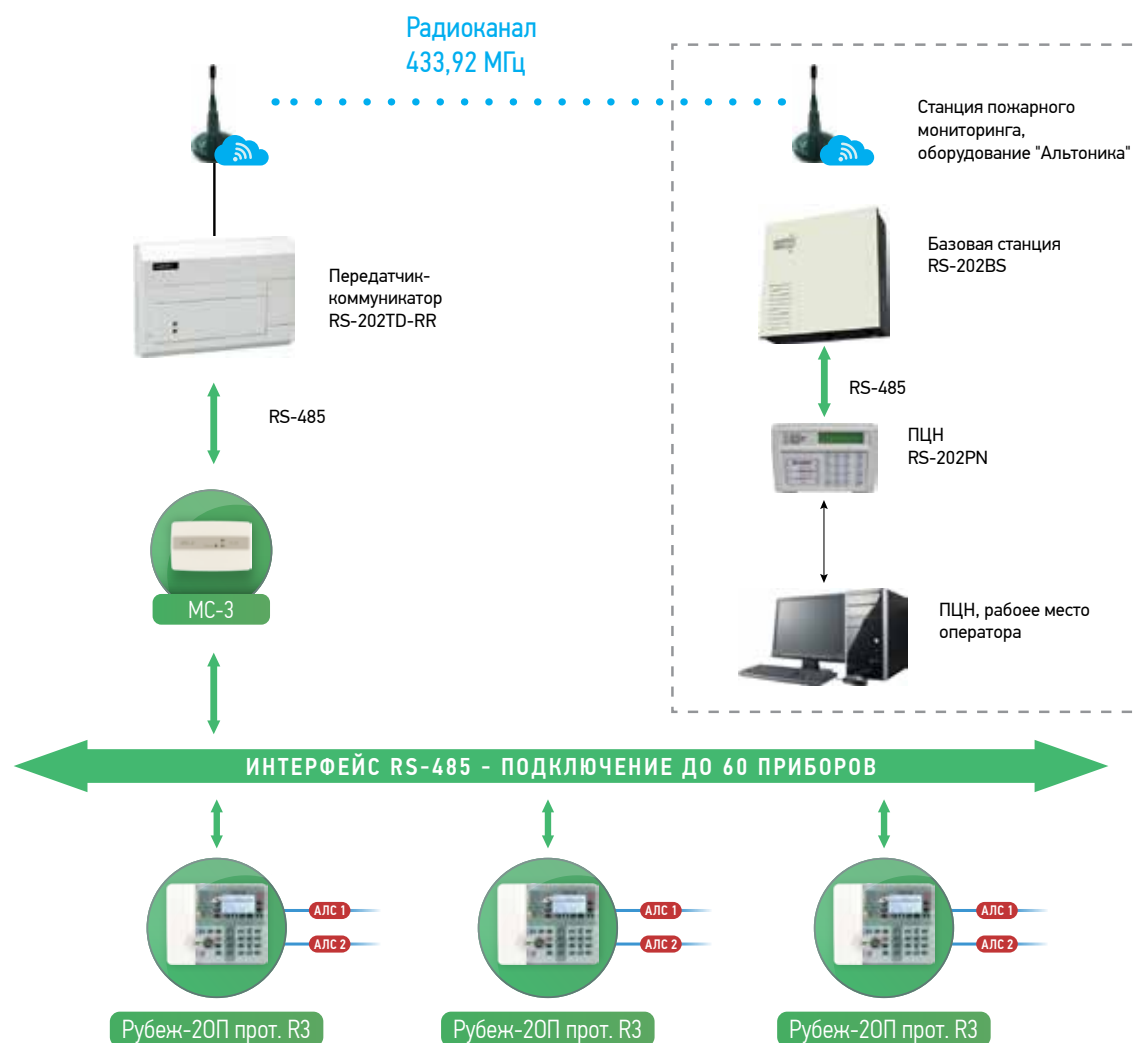 Радиоканал
433,92 МГц
Станция пожарного
мониторинга,
оборудование "Альтоника"
Базовая станция
RS-202BS
Передатчик-
коммуникатор
RS-202TD-RR
RS-485
RS-485
ПЦН
RS-202PN
МС-3
ПЦН, рабоее место
оператора
ИНТЕРФЕЙС RS-485 - ПОДКЛЮЧЕНИЕ ДО 60 ПРИБОРОВ
АЛС 1
АЛС 2
АЛС 1
АЛС 2
АЛС 1
АЛС 2
Рубеж-2ОП прот. R3
Рубеж-2ОП прот. R3
Рубеж-2ОП прот. R3